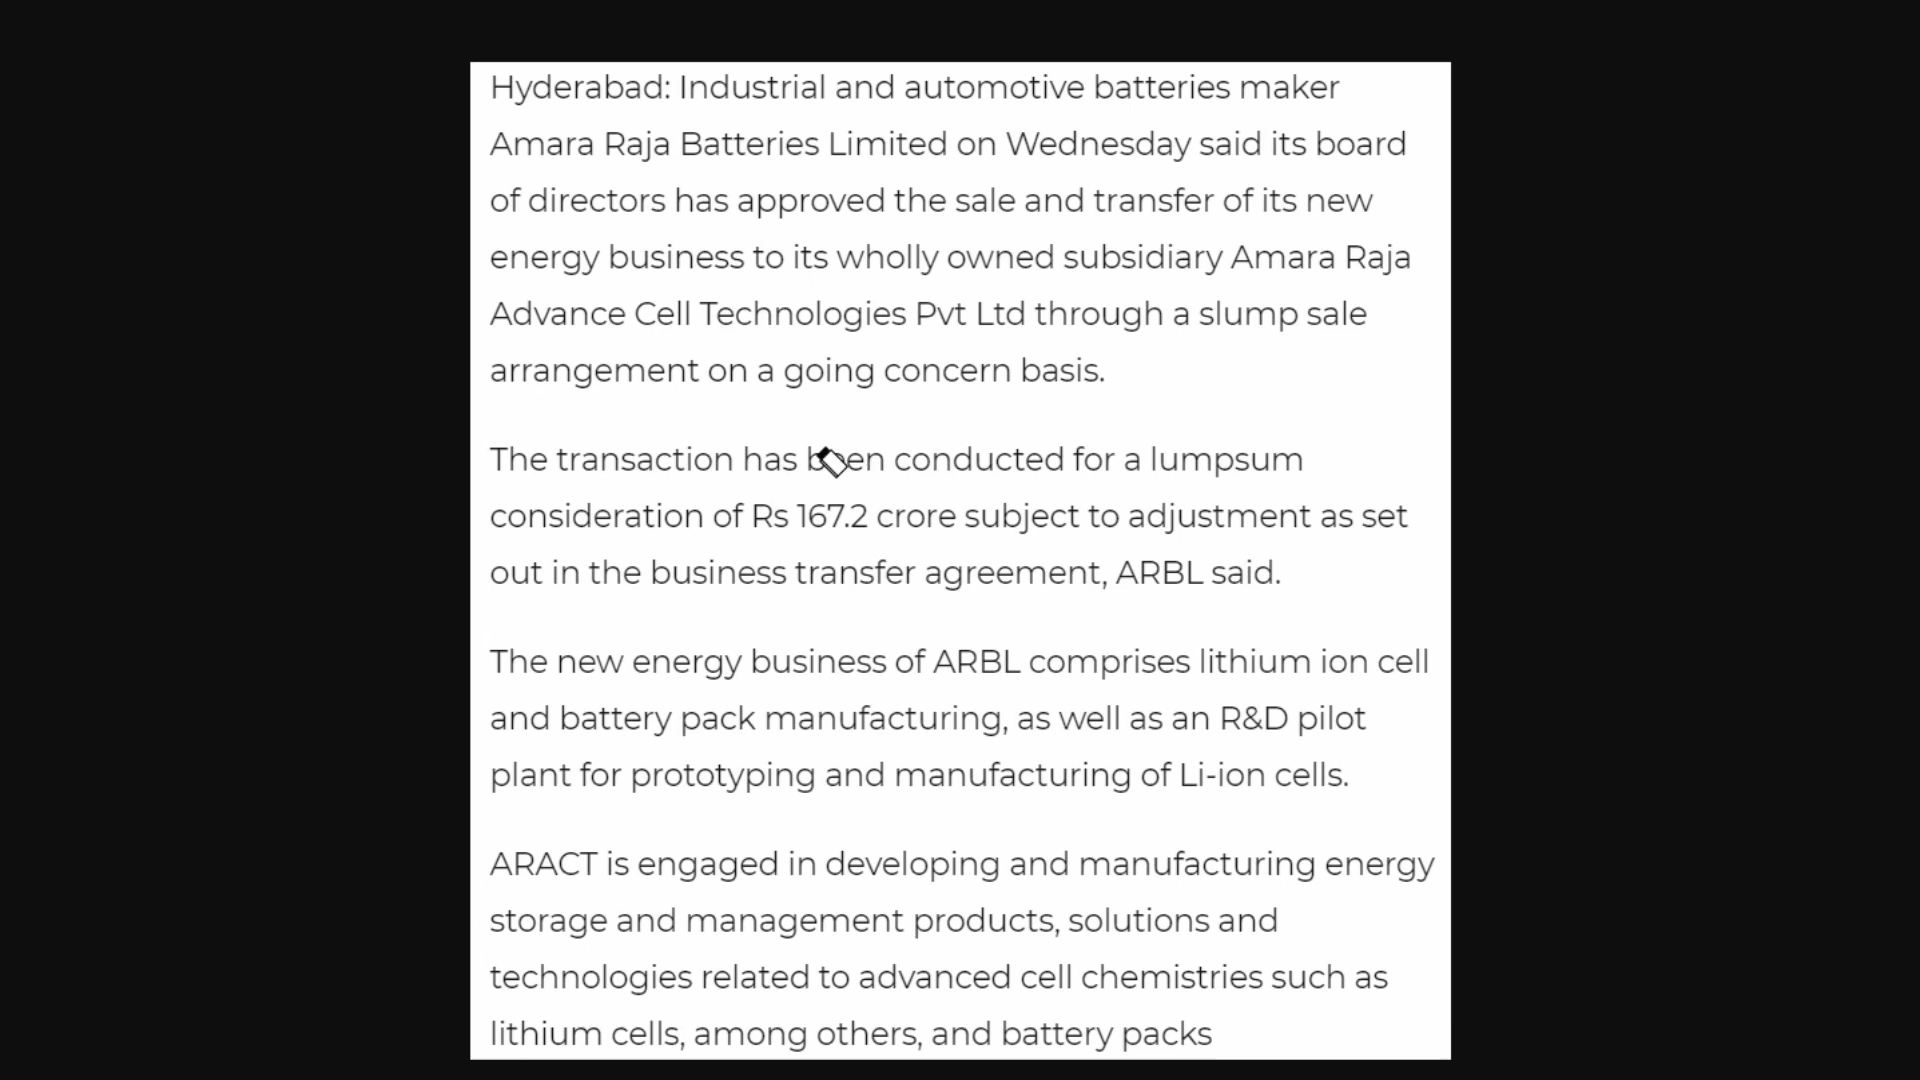 Hyderabad: Industrial and automotive batteries maker
Amara Raja Batteries Limited on Wednesday said its board
of directors has approved the sale and transfer of its new
energy business to its wholly owned subsidiary Amara Raja
Advance Cell Technologies Pvt Ltd through a slump sale
arrangement on a going concern basis.
The transaction has been conducted for a lumpsum
consideration of Rs 167.2 crore subject to adjustment as set
out in the business transfer agreement, ARBL said.
The new energy business of ARBL comprises lithium ion cell
and battery pack manufacturing, as well as an R&D pilot
plant for prototyping and manufacturing of Li-ion cells.
ARACT is engaged in developing and manufacturing energy
storage and management products, solutions and
technologies related to advanced cell chemistries such as
lithium cells, among others, and battery packs